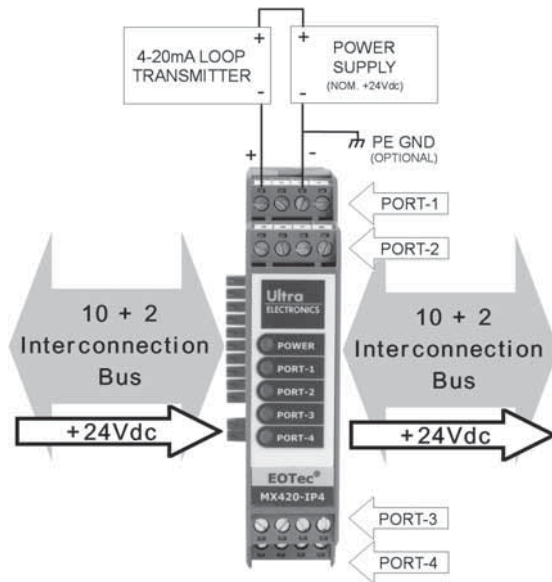 4-20mA LOOP
TRANSMITTER
+
-
POWER
SUPPLY
(NOM. +24Vdc)
+
-
+
-
PE GND
(OPTIONAL)
PORT-1
PORT-2
10 + 2
Interconnection
Bus
+24Vdc
Ultra
ELECTRONICS
POWER
PORT-1
PORT-2
PORT-3
PORT-4
EOTec®
MX420-IP4
10 + 2
Interconnection
Bus
+24Vdc
PORT-3
PORT-4